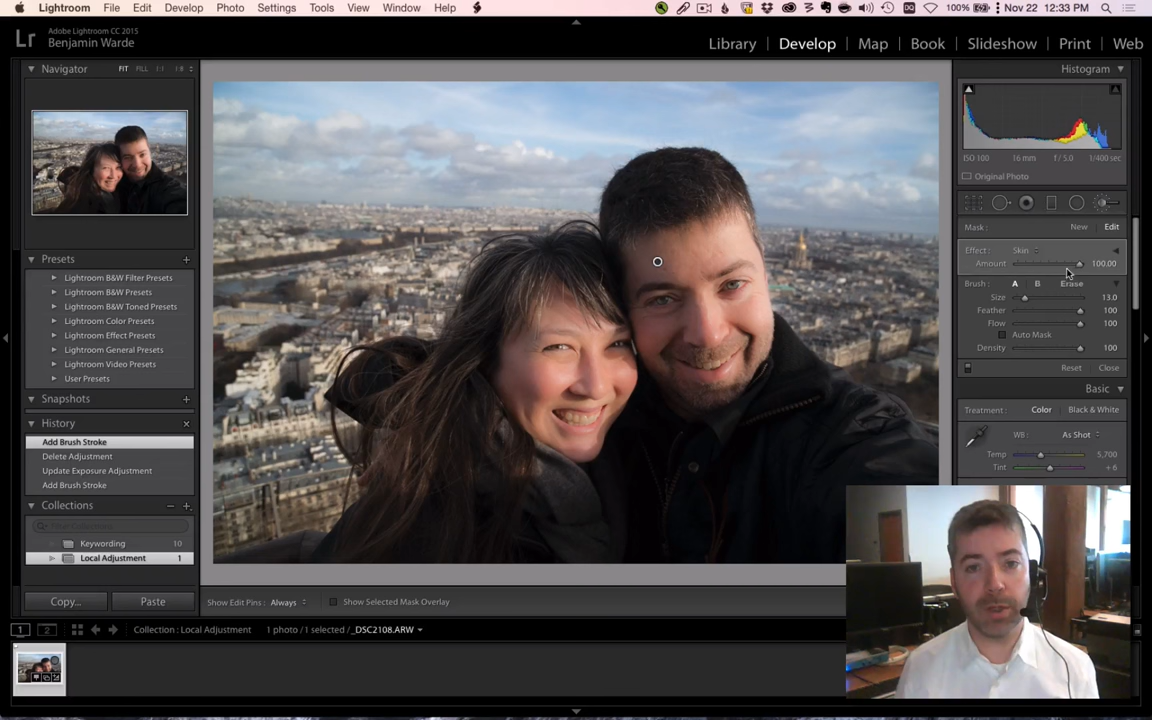 Lightroom File Edit Develop Photo Settings Tools View Window Help 100% Nov 22 12:33 PM
Lr Adobe Lightroom CC 2015
Benjamin Warde
Library | Develop | Map | Book | Slideshow | Print | Web
Navigator FIT FILL 1:1 1:8
Histogram
ISO 100 16 mm f / 5.0 1/400 sec
Original Photo
Mask : New Edit
Effect : Skin
Amount 100.00
Brush : A B Erase
Size 13.0
Feather 100
Flow 100
Auto Mask
Density 100
Reset Close
Basic
Treatment : Color Black & White
WB : As Shot
Temp 5,700
Tint + 6
Presets
Lightroom B&W Filter Presets
Lightroom B&W Presets
Lightroom B&W Toned Presets
Lightroom Color Presets
Lightroom Effect Presets
Lightroom General Presets
Lightroom Video Presets
User Presets
Snapshots
History
Add Brush Stroke
Delete Adjustment
Update Exposure Adjustment
Add Brush Stroke
Collections
Keywording 10
Local Adjustment 1
Copy... Paste
Show Edit Pins : Always Show Selected Mask Overlay
1 2 Collection : Local Adjustment 1 photo / 1 selected / _DSC2108.ARW